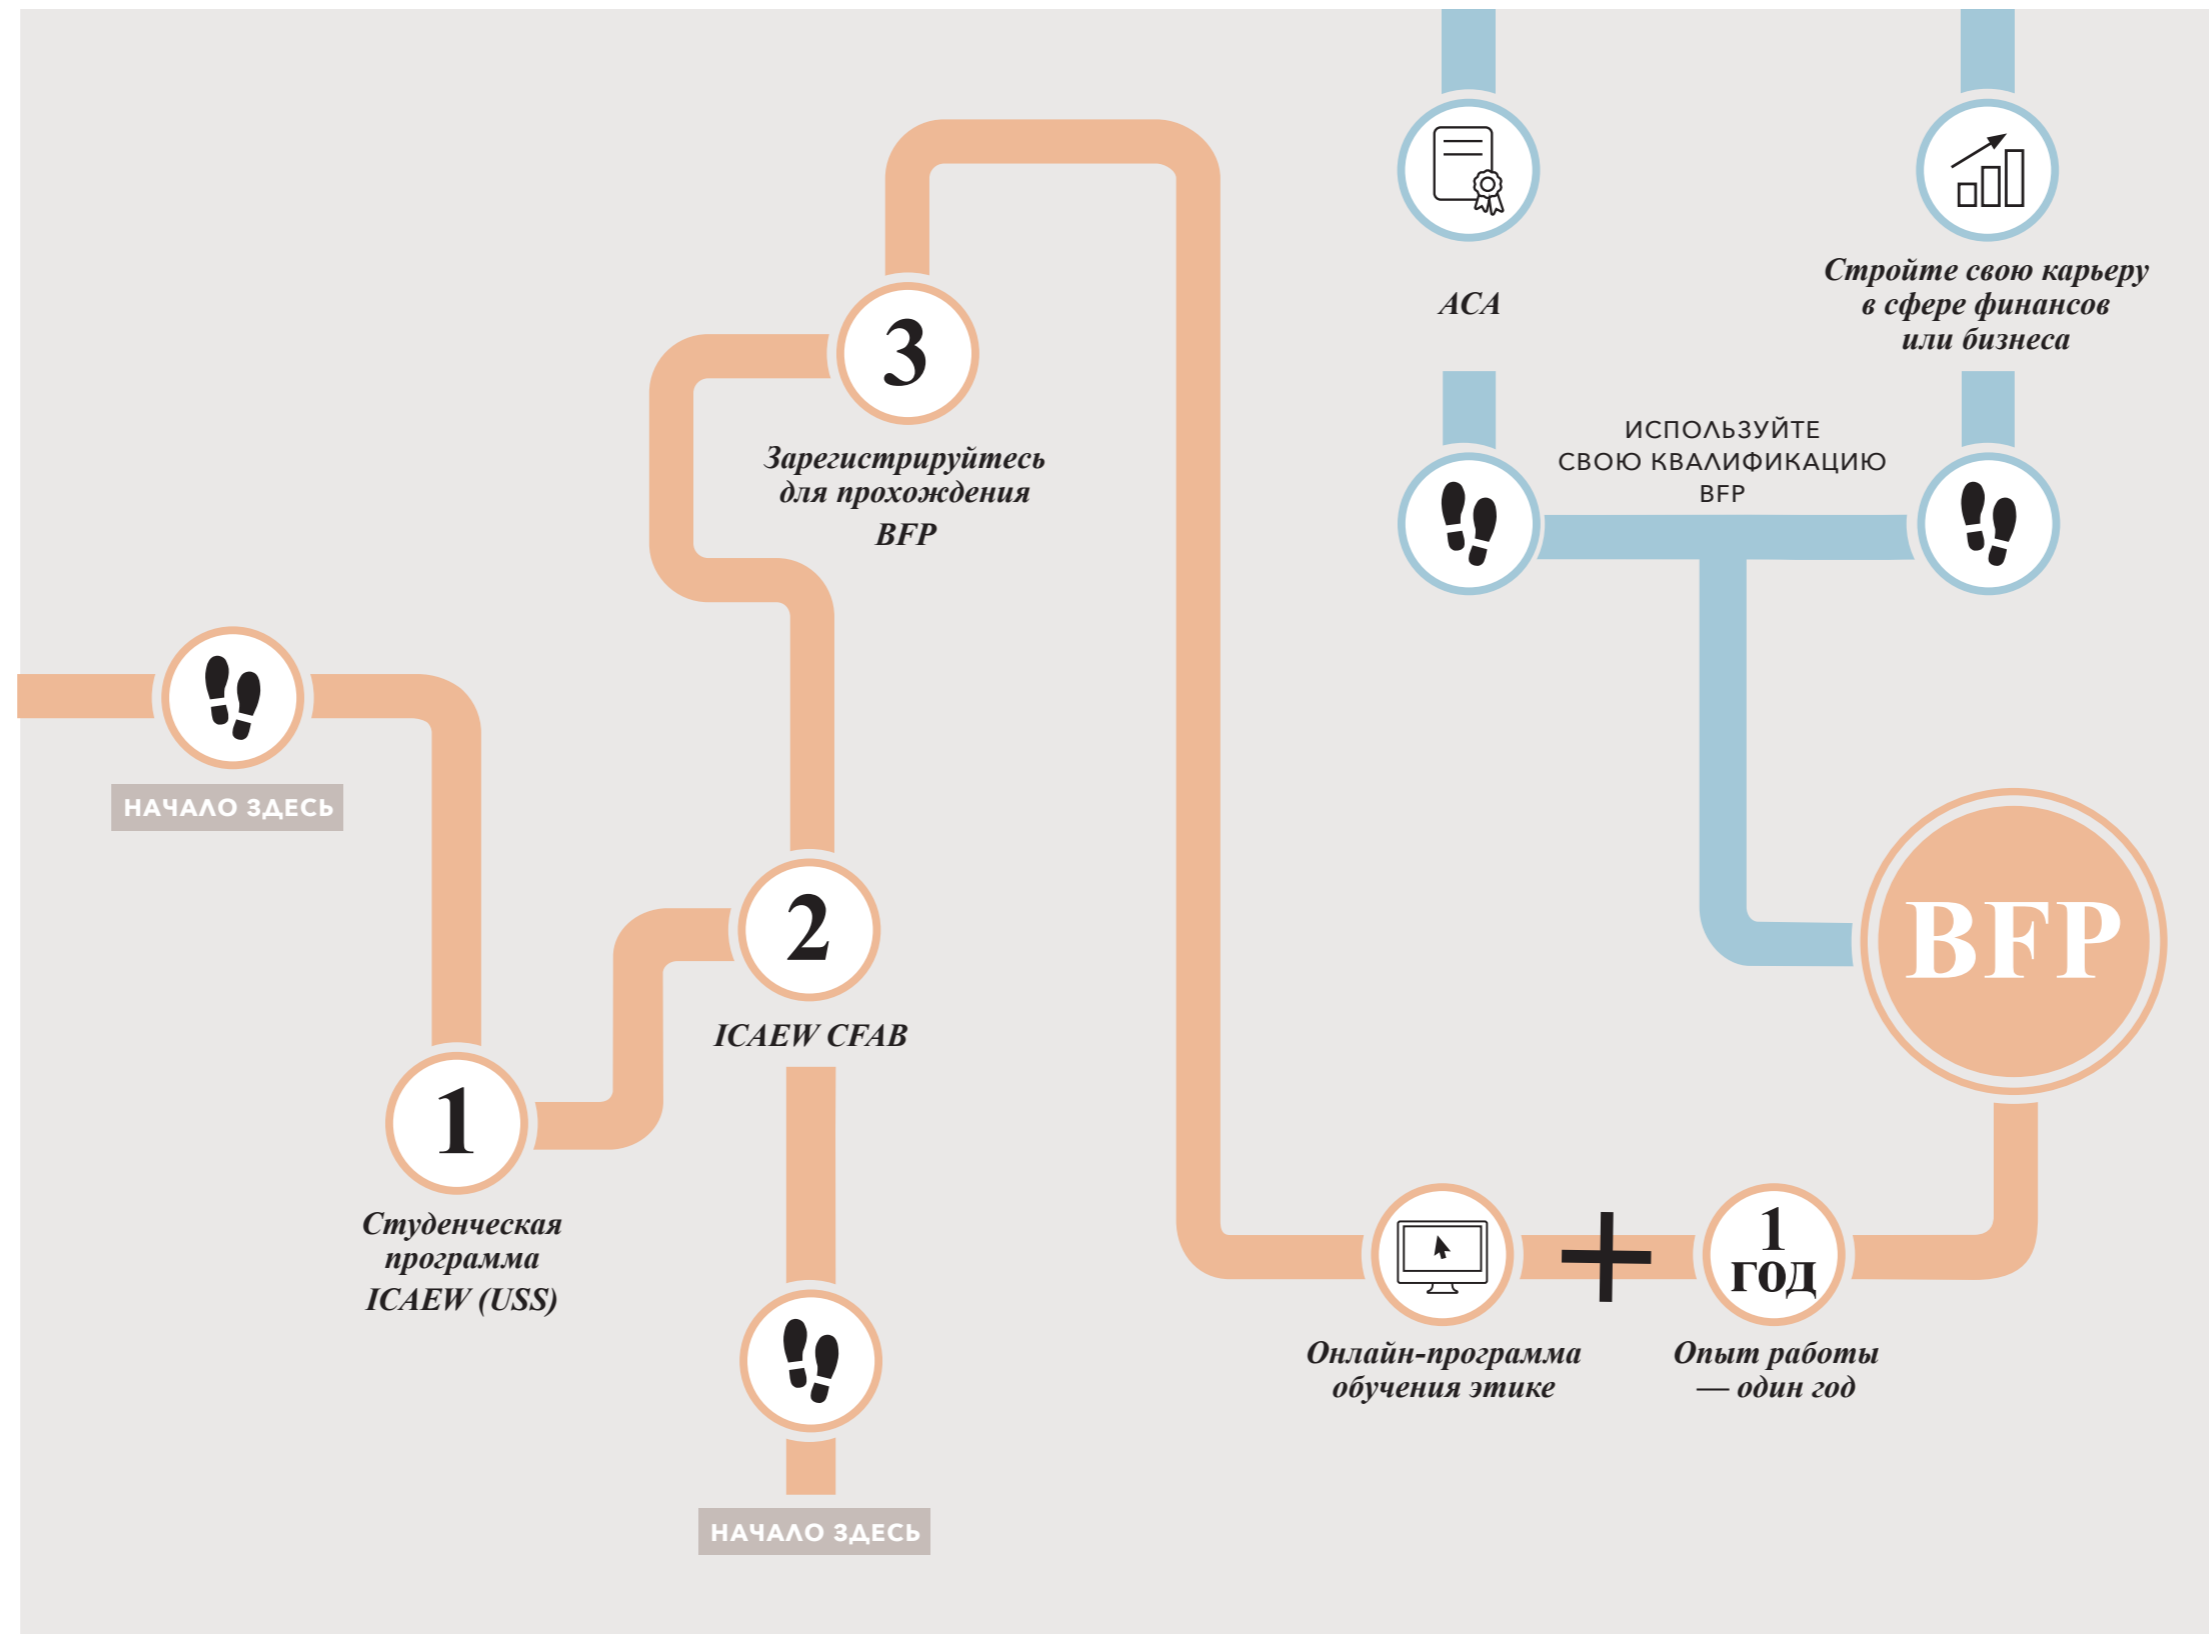 НАЧАЛО ЗДЕСЬ
1
Студенческая
программа
ICAEW (USS)
2
ICAEW CFAB
НАЧАЛО ЗДЕСЬ
3
Зарегистрируйтесь
для прохождения
BFP
Онлайн-программа
обучения этике
1
год
Опыт работы
— один год
BFP
ИСПОЛЬЗУЙТЕ
СВОЮ КВАЛИФИКАЦИЮ
BFP
ACA
Стройте свою карьеру
в сфере финансов
или бизнеса